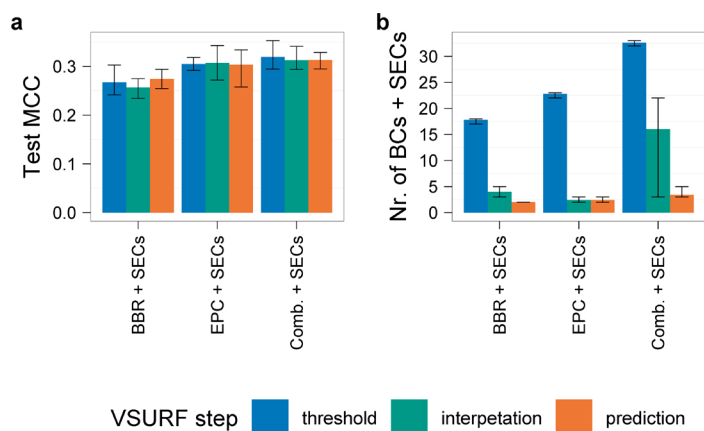 a
Test MCC
0.3
0.2
0.1
0.0
BBR + SECs
EPC + SECs
Comb. + SECs
b
Nr. of BCs + SECs
30
25
20
15
10
5
0
BBR + SECs
EPC + SECs
Comb. + SECs
VSURF step threshold interpetation prediction